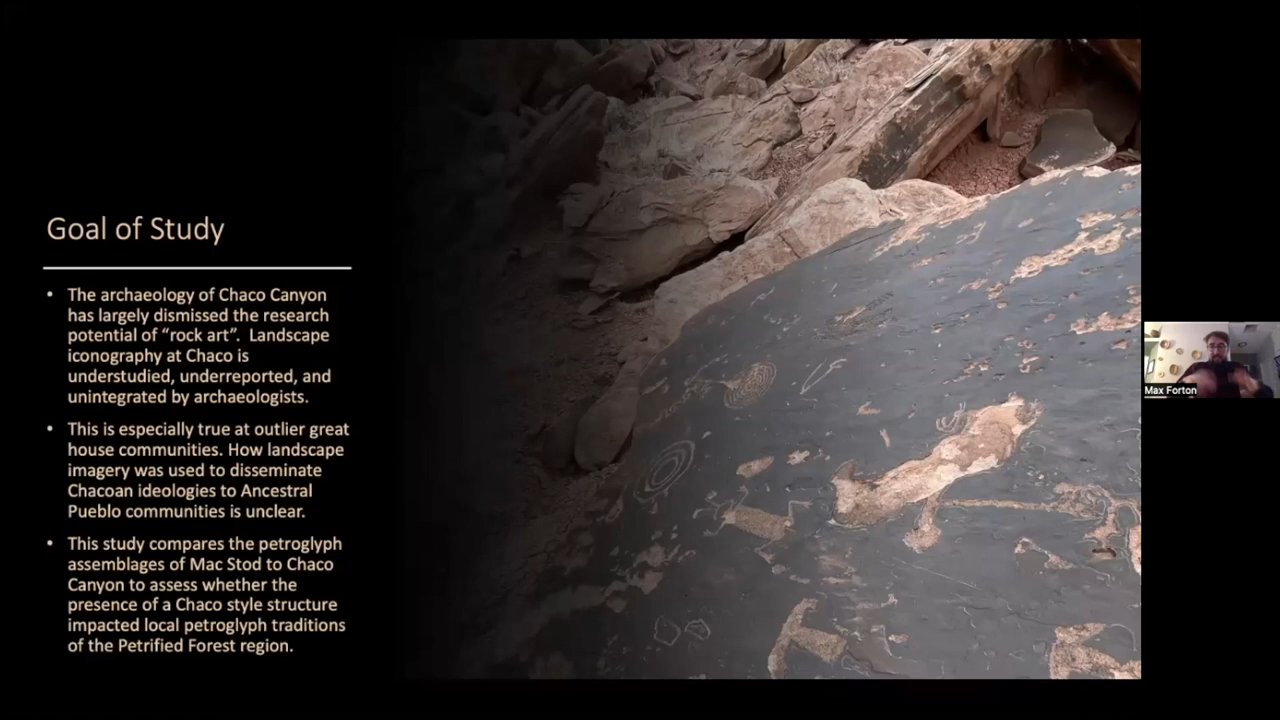 Goal of Study
• The archaeology of Chaco Canyon
has largely dismissed the research
potential of “rock art”.  Landscape
iconography at Chaco is
understudied, underreported, and
unintegrated by archaeologists.
• This is especially true at outlier great
house communities. How landscape
imagery was used to disseminate
Chacoan ideologies to Ancestral
Pueblo communities is unclear.
• This study compares the petroglyph
assemblages of Mac Stod to Chaco
Canyon to assess whether the
presence of a Chaco style structure
impacted local petroglyph traditions
of the Petrified Forest region.
Max Forton